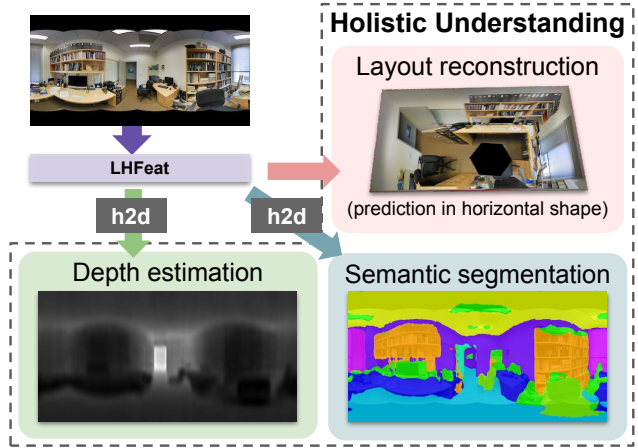 Holistic Understanding
Layout reconstruction
(prediction in horizontal shape)
LHFeat
h2d
h2d
Depth estimation
Semantic segmentation